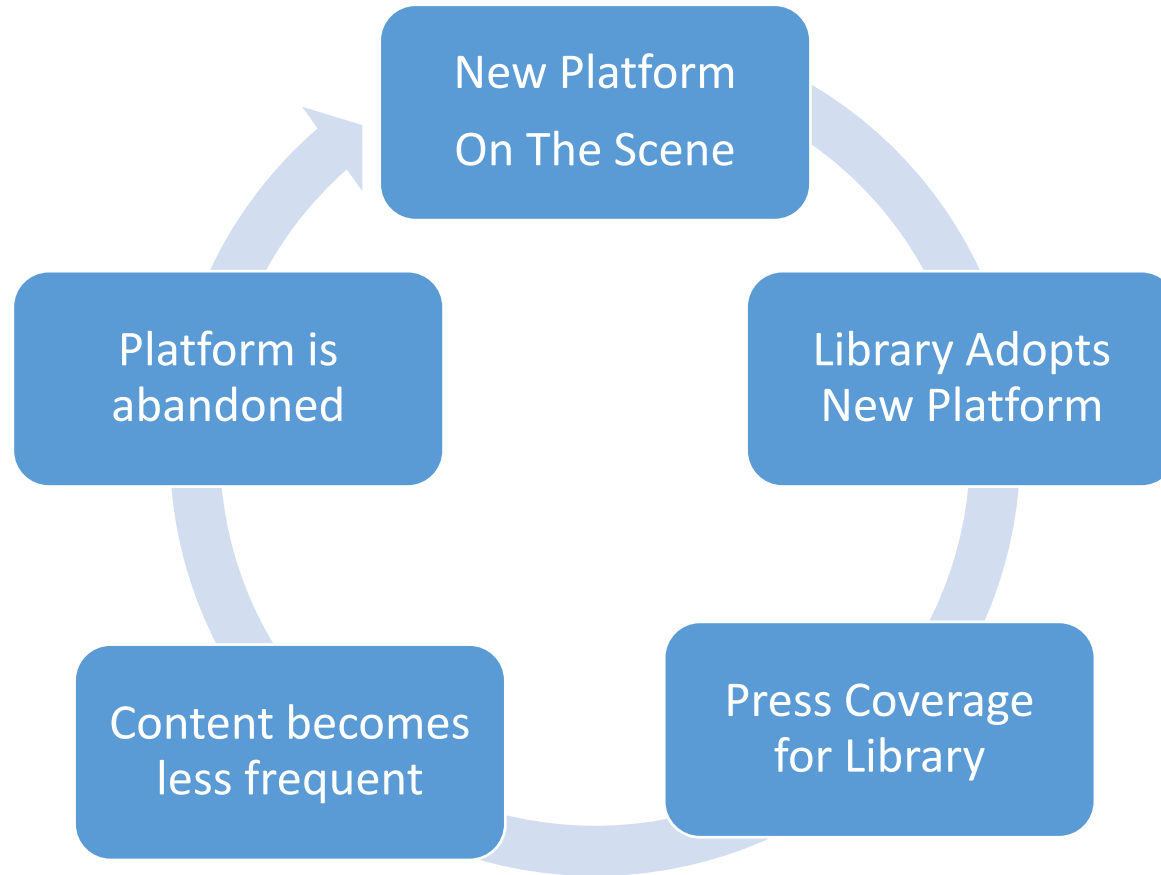 New Platform
On The Scene
Library Adopts
New Platform
Press Coverage
for Library
Content becomes
less frequent
Platform is
abandoned